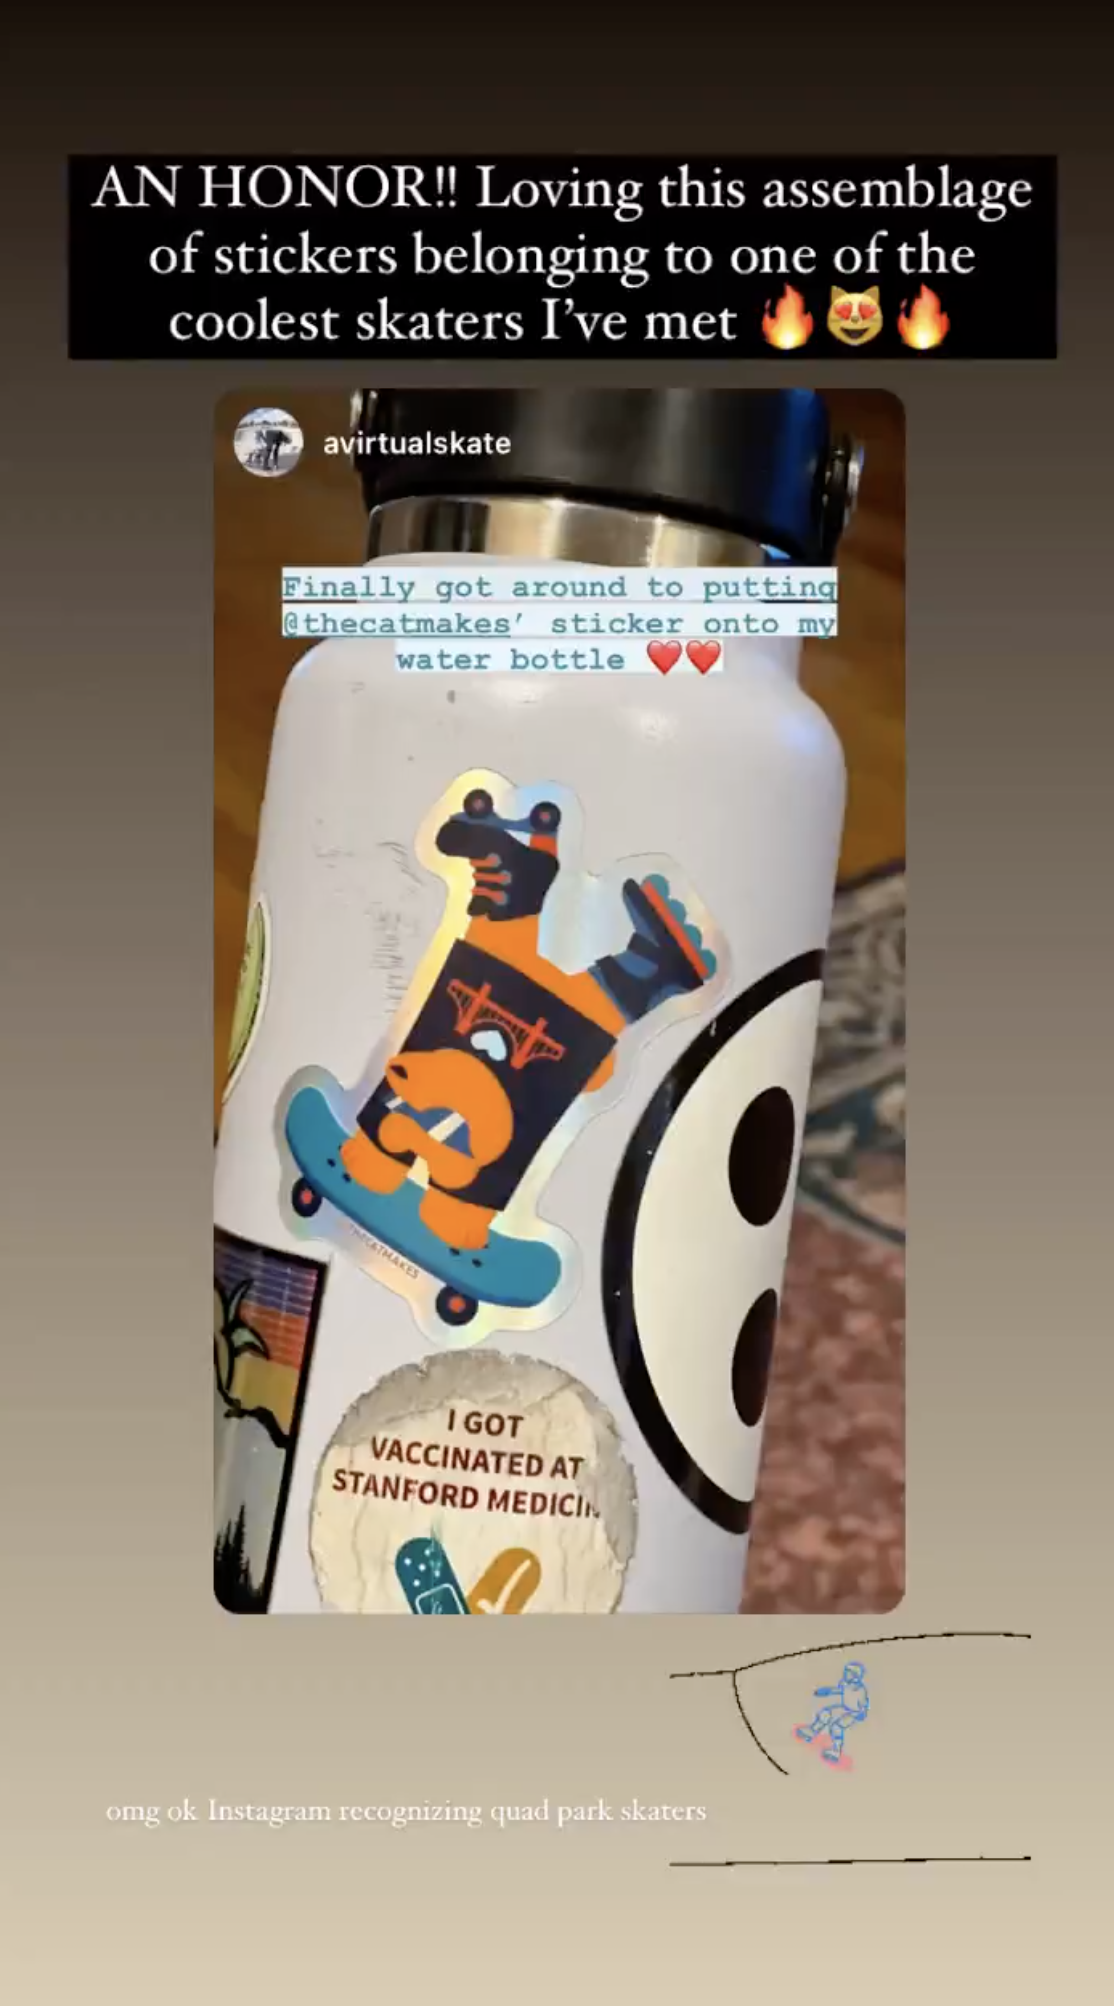 AN HONOR!! Loving this assemblage
of stickers belonging to one of the
coolest skaters I've met 🔥😻🔥
avirtualskate
Finally got around to putting
@thecatmakes' sticker onto my
water bottle ❤️❤️
THECATMAKES
I GOT
VACCINATED AT
STANFORD
omg ok Instagram recognizing quad park skaters